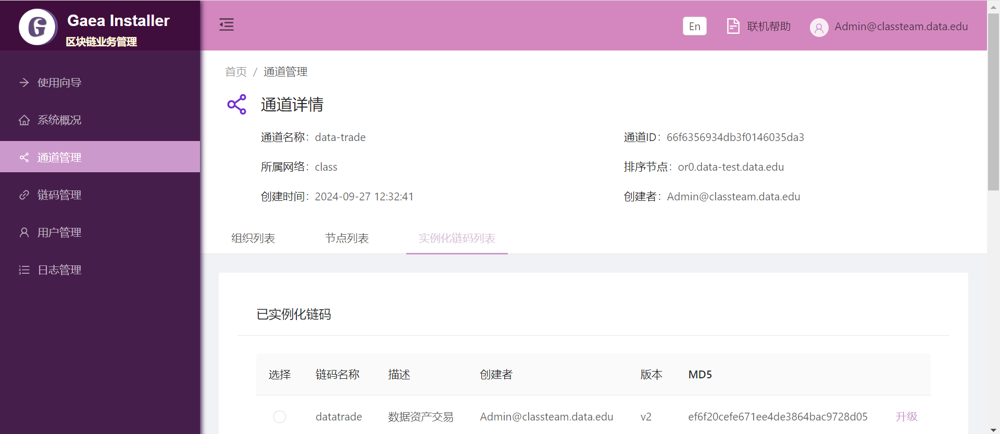 Gaea Installer
区块链业务管理
En
联机帮助
Admin@classteam.data.edu
使用向导
系统概况
通道管理
链码管理
用户管理
日志管理
首页 / 通道管理
通道详情
通道名称：data-trade
通道ID：66f6356934db3f0146035da3
所属网络：class
排序节点：or0.data-test.data.edu
创建时间：2024-09-27 12:32:41
创建者：Admin@classteam.data.edu
组织列表 节点列表 实例化链码列表
已实例化链码
选择 链码名称 描述 创建者 版本 MD5
datatrade 数据资产交易 Admin@classteam.data.edu v2 ef6f20cefe671ee4de3864bac9728d05 升级